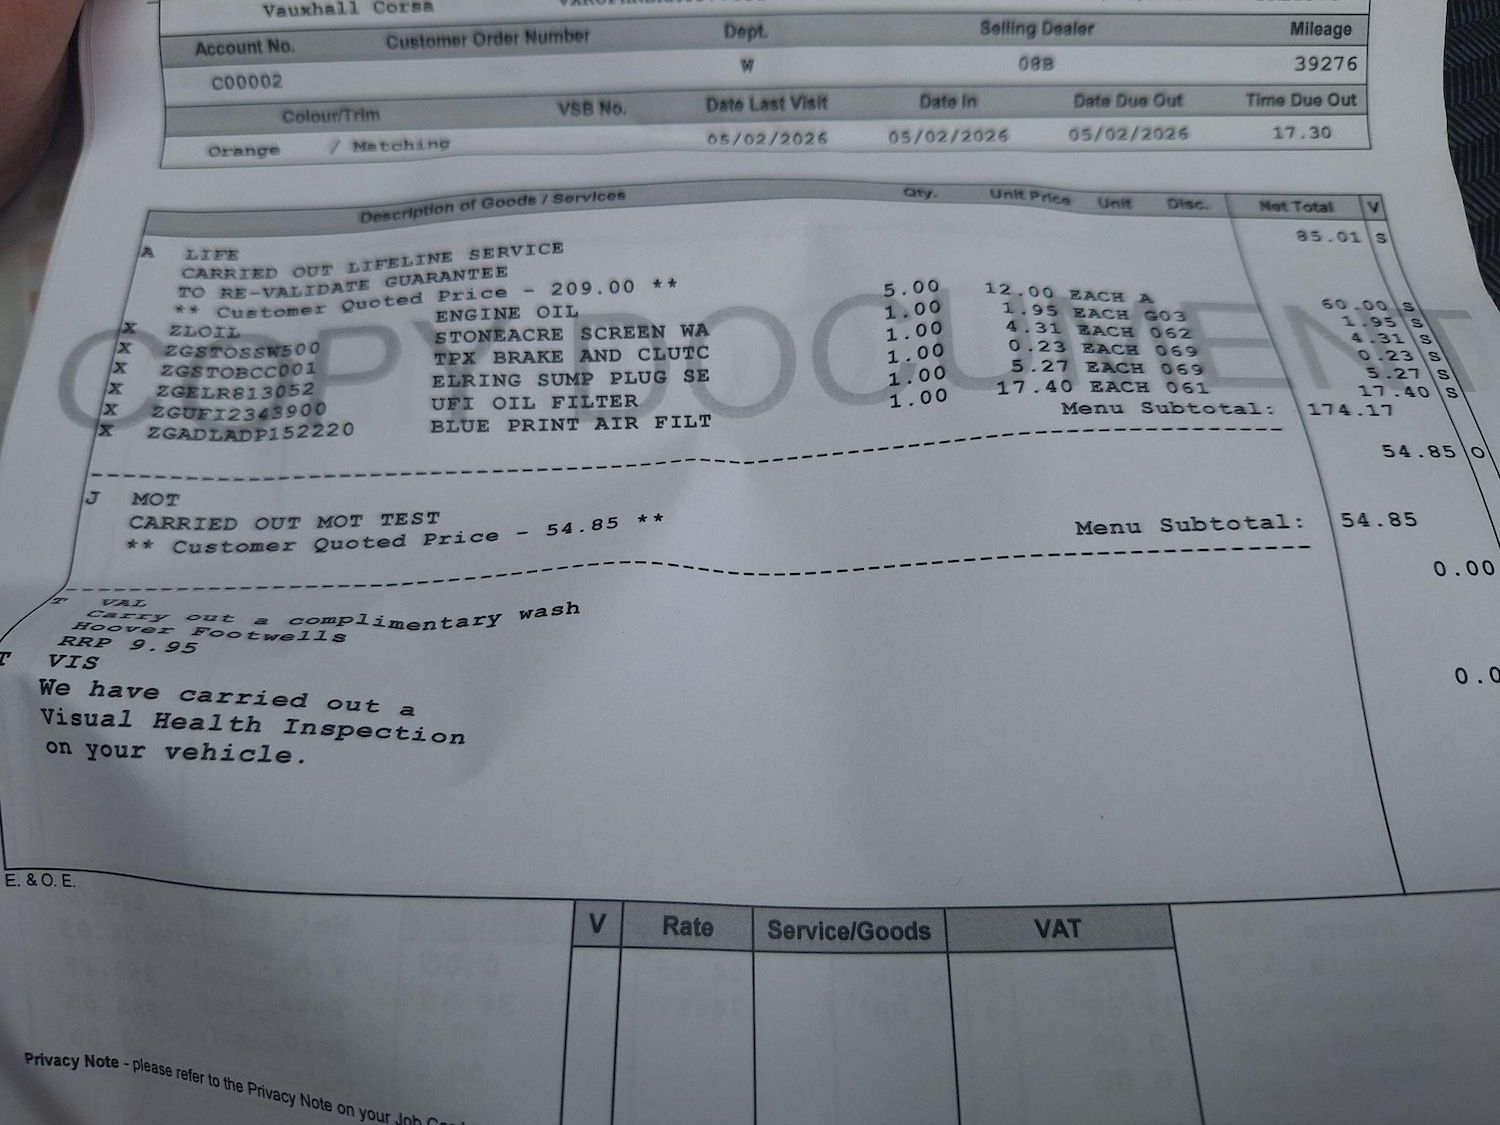 Vauxhall Corsa
Account No. Customer Order Number Dept. Selling Dealer Mileage
C00002 W 08B 39276
Colour/Trim VSB No. Date Last Visit Date In Date Due Out Time Due Out
Orange / Matching 05/02/2026 05/02/2026 05/02/2026 17.30
Description of Goods / Services Qty. Unit Price Unit Disc. Net Total V
A LIFE 85.01 S
CARRIED OUT LIFELINE SERVICE
TO RE-VALIDATE GUARANTEE
** Customer Quoted Price - 209.00 **
X ZLOIL ENGINE OIL 5.00 12.00 EACH A 60.00 S
X ZGSTOSSW500 STONEACRE SCREEN WA 1.00 1.95 EACH G03 1.95 S
X ZGSTOBCC001 TPX BRAKE AND CLUTC 1.00 4.31 EACH 062 4.31 S
X ZGELR813052 ELRING SUMP PLUG SE 1.00 0.23 EACH 069 0.23 S
X ZGUFI2343900 UFI OIL FILTER 1.00 5.27 EACH 069 5.27 S
X ZGADLADP152220 BLUE PRINT AIR FILT 1.00 17.40 EACH 061 17.40 S
Menu Subtotal: 174.17
J MOT 54.85 O
CARRIED OUT MOT TEST
** Customer Quoted Price - 54.85 **
Menu Subtotal: 54.85
T VAL 0.00
Carry out a complimentary wash
Hoover Footwells
RRP 9.95
T VIS 0.0
We have carried out a
Visual Health Inspection
on your vehicle.
COPY DOCUMENT
E. & O. E.
V Rate Service/Goods VAT
Privacy Note - please refer to the Privacy Note on your Job